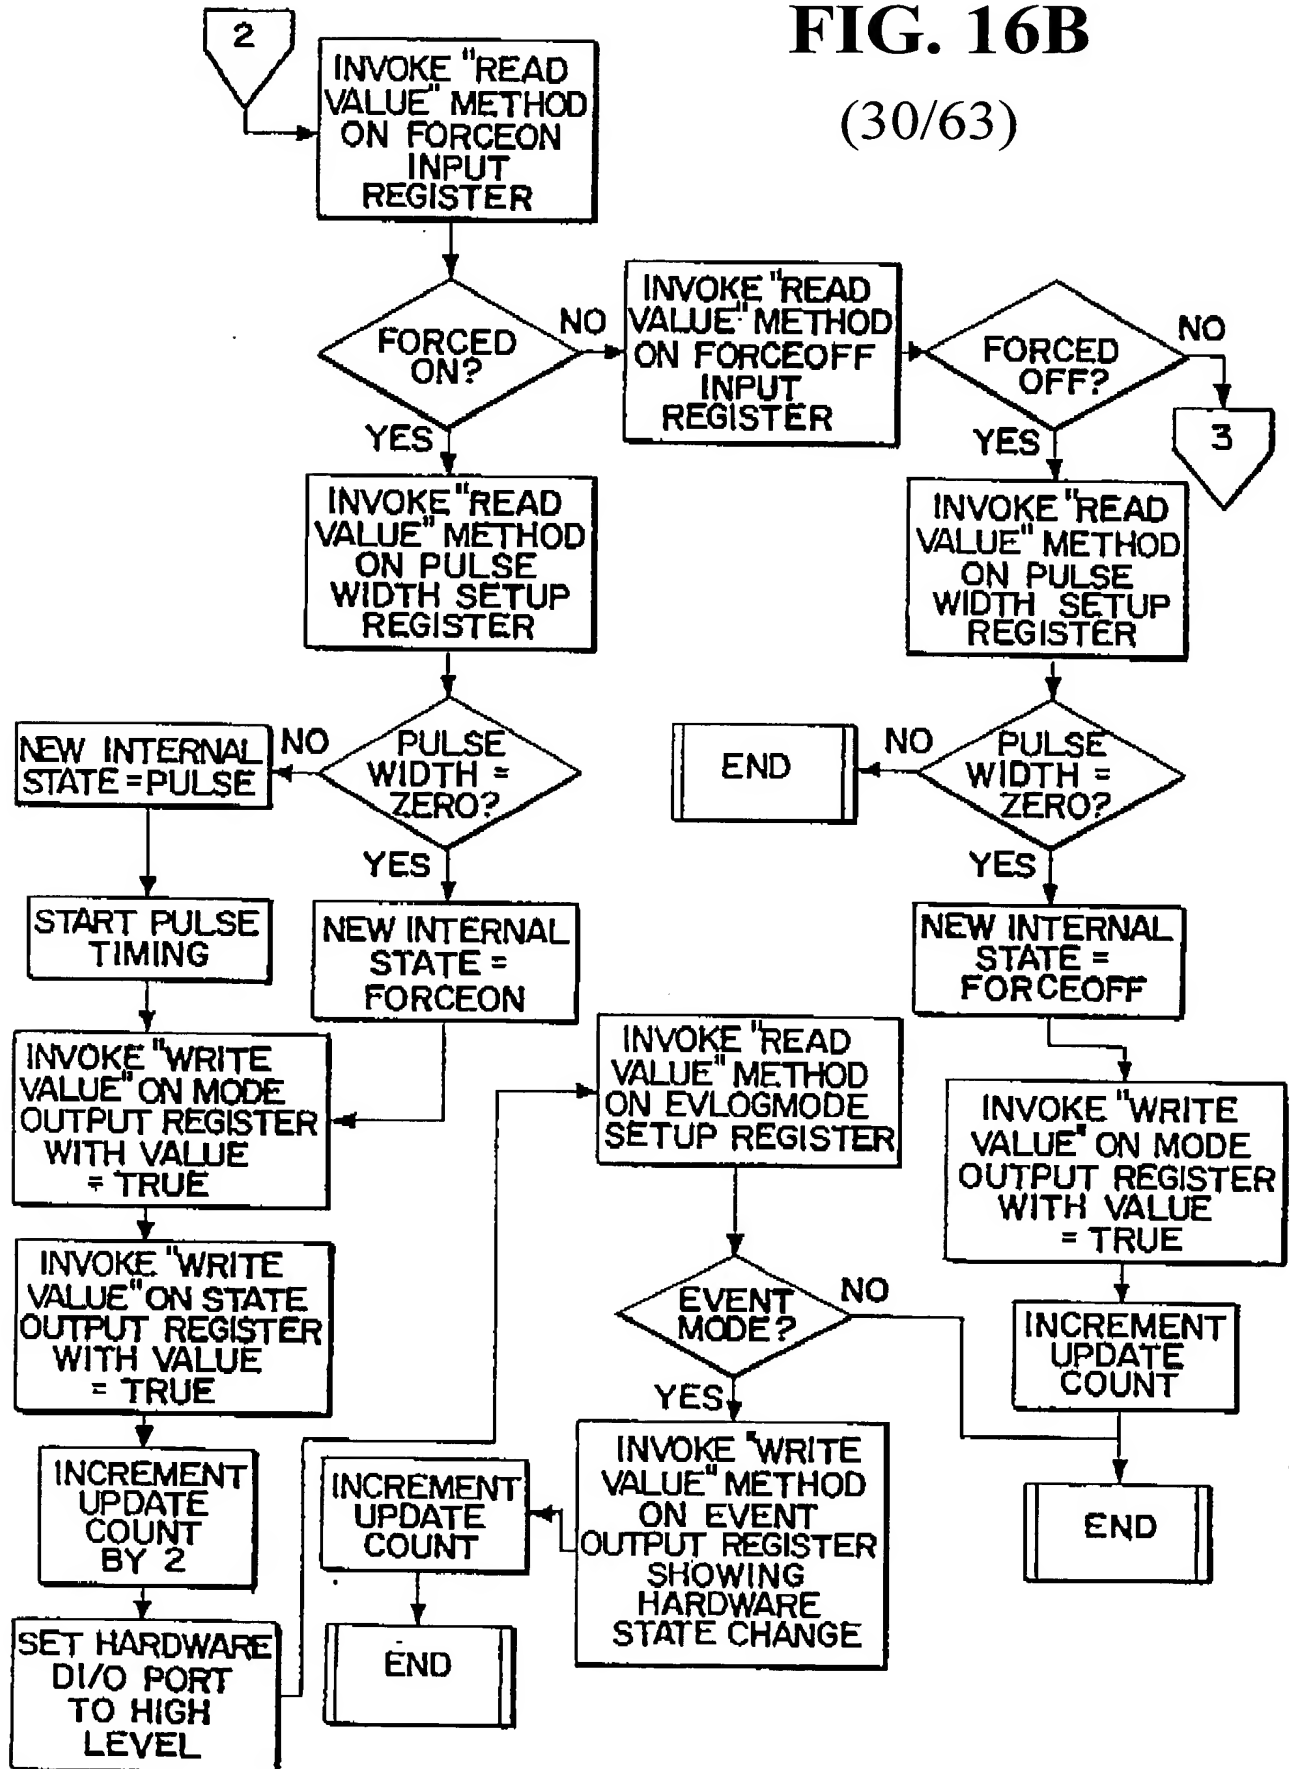 FIG. 16B
(30/63)
2
INVOKE "READ
VALUE" METHOD
ON FORCEON
INPUT
REGISTER
FORCED
ON?
NO
INVOKE "READ
VALUE" METHOD
ON FORCEOFF
INPUT
REGISTER
FORCED
OFF?
NO
3
YES
INVOKE "READ
VALUE" METHOD
ON PULSE
WIDTH SETUP
REGISTER
YES
INVOKE "READ
VALUE" METHOD
ON PULSE
WIDTH SETUP
REGISTER
PULSE
WIDTH =
ZERO?
NO
NEW INTERNAL
STATE = PULSE
PULSE
WIDTH =
ZERO?
NO
END
YES
NEW INTERNAL
STATE =
FORCEON
YES
NEW INTERNAL
STATE =
FORCEOFF
START PULSE
TIMING
INVOKE "WRITE
VALUE" ON MODE
OUTPUT REGISTER
WITH VALUE
= TRUE
INVOKE "WRITE
VALUE" ON STATE
OUTPUT REGISTER
WITH VALUE
= TRUE
INCREMENT
UPDATE
COUNT
BY 2
SET HARDWARE
DI/O PORT
TO HIGH
LEVEL
INVOKE "READ
VALUE" METHOD
ON EVLOGMODE
SETUP REGISTER
EVENT
MODE?
NO
YES
INVOKE "WRITE
VALUE" METHOD
ON EVENT
OUTPUT REGISTER
SHOWING
HARDWARE
STATE CHANGE
INCREMENT
UPDATE
COUNT
END
INVOKE "WRITE
VALUE" ON MODE
OUTPUT REGISTER
WITH VALUE
= TRUE
INCREMENT
UPDATE
COUNT
END